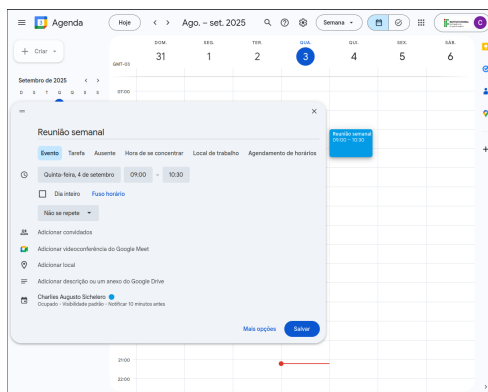 Agenda
Hoje
Ago. – set. 2025
Semana
C
Criar
Setembro de 2025
D S T Q Q S S
GMT-03
DOM. SEG. TER. QUA. QUI. SEX. SÁB.
31 1 2 3 4 5 6
07:00
Reunião semanal
09:00 – 10:30
Reunião semanal
Evento Tarefa Ausente Hora de se concentrar Local de trabalho Agendamento de horários
Quinta-feira, 4 de setembro 09:00 – 10:30
Dia inteiro Fuso horário
Não se repete
Adicionar convidados
Adicionar videoconferência do Google Meet
Adicionar local
Adicionar descrição ou um anexo do Google Drive
Charlles Augusto Sichelero
Ocupado • Visibilidade padrão • Notificar 10 minutos antes
Mais opções Salvar
21:00
22:00